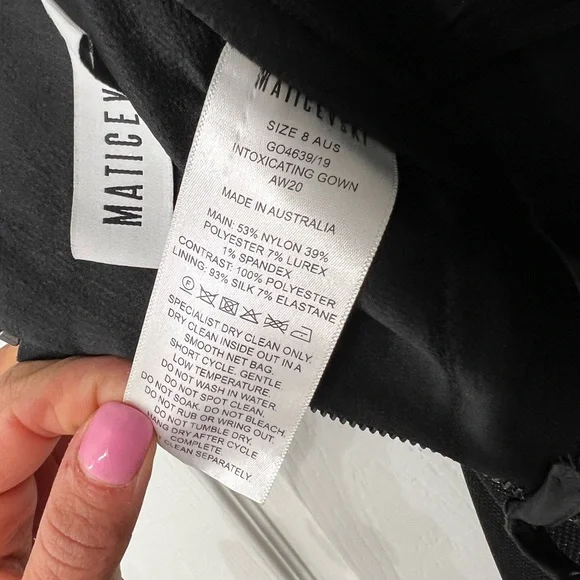 MATICEVSKI
MATICEV
SIZE 8 AUS
GO4639/19
INTOXICATING GOWN
AW20
MADE IN AUSTRALIA
MAIN: 53% NYLON 39%
POLYESTER 7% LUREX
1% SPANDEX
CONTRAST: 100% POLYESTER
LINING: 93% SILK 7% ELASTANE
F
SPECIALIST DRY CLEAN ONLY.
DRY CLEAN INSIDE OUT IN A
SMOOTH NET BAG.
SHORT CYCLE. GENTLE.
LOW TEMPERATURE.
DO NOT WASH IN WATER.
DO NOT SPOT CLEAN.
DO NOT SOAK. DO NOT BLEACH.
DO NOT RUB OR WRING OUT.
DO NOT TUMBLE DRY.
HANG DRY AFTER CYCLE
COMPLETE
CLEAN SEPARATELY.